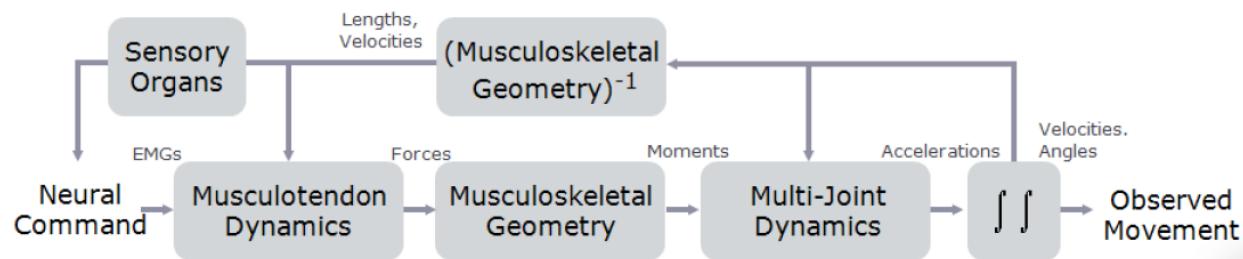 Lengths,
Velocities
Sensory
Organs
(Musculoskeletal
Geometry)⁻¹
EMGs
Forces
Moments
Accelerations
Velocities.
Angles
Neural
Command
Musculotendon
Dynamics
Musculoskeletal
Geometry
Multi-Joint
Dynamics
∫ ∫
Observed
Movement